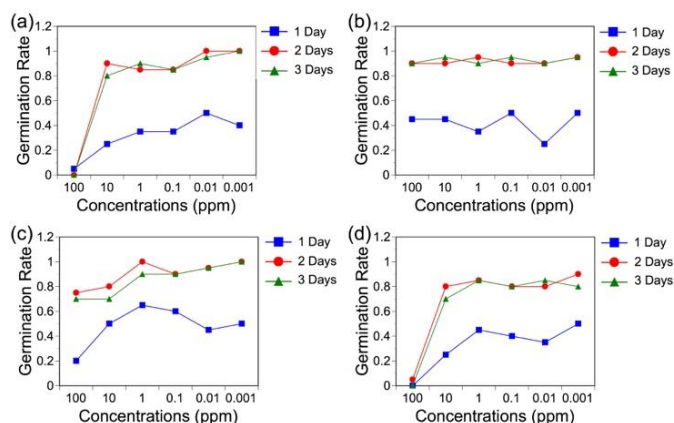 (a)
1 Day
2 Days
3 Days
Germination Rate
1.2
1
0.8
0.6
0.4
0.2
0
100
10
1
0.1
0.01
0.001
Concentrations (ppm)
(b)
1 Day
2 Days
3 Days
Germination Rate
1.2
1
0.8
0.6
0.4
0.2
0
100
10
1
0.1
0.01
0.001
Concentrations (ppm)
(c)
1 Day
2 Days
3 Days
Germination Rate
1.2
1
0.8
0.6
0.4
0.2
0
100
10
1
0.1
0.01
0.001
Concentrations (ppm)
(d)
1 Day
2 Days
3 Days
Germination Rate
1.2
1
0.8
0.6
0.4
0.2
0
100
10
1
0.1
0.01
0.001
Concentrations (ppm)